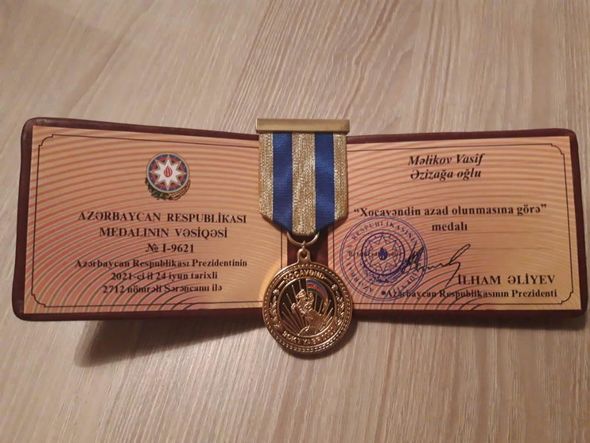 AZƏRBAYCAN RESPUBLİKASI
MEDALININ VƏSİQƏSİ
№ I-9621
Azərbaycan Respublikası Prezidentinin
2021-ci il 24 iyun tarixli
2712 nömrəli Sərəncamı ilə
XOCAVƏND
Məlikov Vasif
Əzizağa oğlu
"Xocavəndin azad olunmasına görə"
medalı
İLHAM ƏLİYEV
Azərbaycan Respublikasının Prezidenti